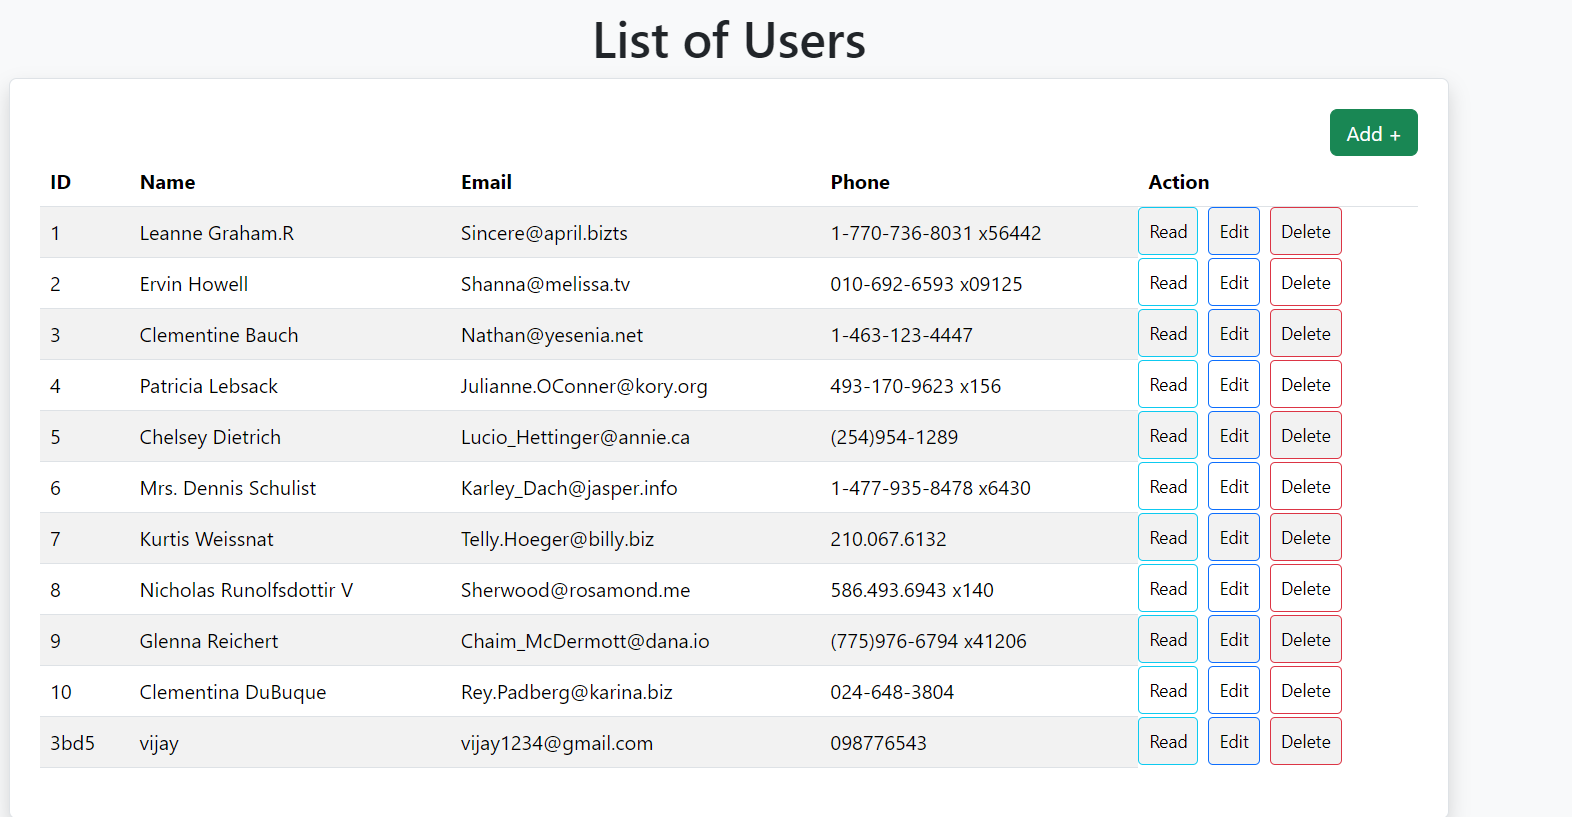 List of Users
Add +
ID Name Email Phone Action
1 Leanne Graham.R Sincere@april.bizts 1-770-736-8031 x56442 Read Edit Delete
2 Ervin Howell Shanna@melissa.tv 010-692-6593 x09125 Read Edit Delete
3 Clementine Bauch Nathan@yesenia.net 1-463-123-4447 Read Edit Delete
4 Patricia Lebsack Julianne.OConner@kory.org 493-170-9623 x156 Read Edit Delete
5 Chelsey Dietrich Lucio_Hettinger@annie.ca (254)954-1289 Read Edit Delete
6 Mrs. Dennis Schulist Karley_Dach@jasper.info 1-477-935-8478 x6430 Read Edit Delete
7 Kurtis Weissnat Telly.Hoeger@billy.biz 210.067.6132 Read Edit Delete
8 Nicholas Runolfsdottir V Sherwood@rosamond.me 586.493.6943 x140 Read Edit Delete
9 Glenna Reichert Chaim_McDermott@dana.io (775)976-6794 x41206 Read Edit Delete
10 Clementina DuBuque Rey.Padberg@karina.biz 024-648-3804 Read Edit Delete
3bd5 vijay vijay1234@gmail.com 098776543 Read Edit Delete